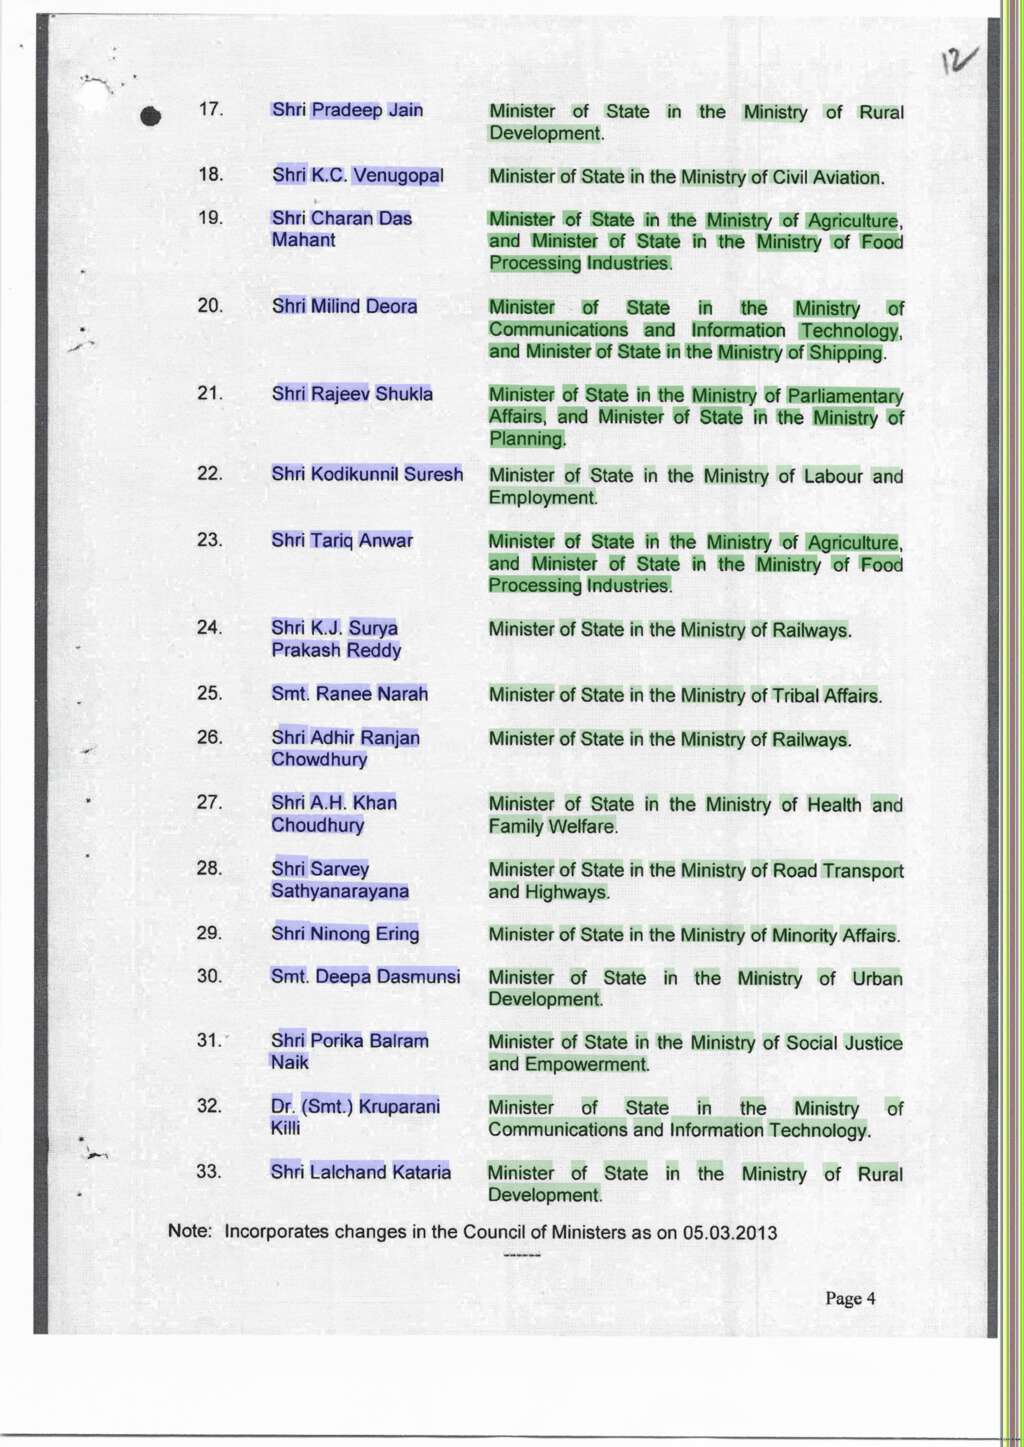 12
17. Shri Pradeep Jain Minister of State in the Ministry of Rural
Development.
18. Shri K.C. Venugopal Minister of State in the Ministry of Civil Aviation.
19. Shri Charan Das Minister of State in the Ministry of Agriculture,
Mahant and Minister of State in the Ministry of Food
Processing Industries.
20. Shri Milind Deora Minister of State in the Ministry of
Communications and Information Technology,
and Minister of State in the Ministry of Shipping.
21. Shri Rajeev Shukla Minister of State in the Ministry of Parliamentary
Affairs, and Minister of State in the Ministry of
Planning.
22. Shri Kodikunnil Suresh Minister of State in the Ministry of Labour and
Employment.
23. Shri Tariq Anwar Minister of State in the Ministry of Agriculture,
and Minister of State in the Ministry of Food
Processing Industries.
24. Shri K.J. Surya Minister of State in the Ministry of Railways.
Prakash Reddy
25. Smt. Ranee Narah Minister of State in the Ministry of Tribal Affairs.
26. Shri Adhir Ranjan Minister of State in the Ministry of Railways.
Chowdhury
27. Shri A.H. Khan Minister of State in the Ministry of Health and
Choudhury Family Welfare.
28. Shri Sarvey Minister of State in the Ministry of Road Transport
Sathyanarayana and Highways.
29. Shri Ninong Ering Minister of State in the Ministry of Minority Affairs.
30. Smt. Deepa Dasmunsi Minister of State in the Ministry of Urban
Development.
31. Shri Porika Balram Minister of State in the Ministry of Social Justice
Naik and Empowerment.
32. Dr. (Smt.) Kruparani Minister of State in the Ministry of
Killi Communications and Information Technology.
33. Shri Lalchand Kataria Minister of State in the Ministry of Rural
Development.
Note: Incorporates changes in the Council of Ministers as on 05.03.2013
------
Page 4